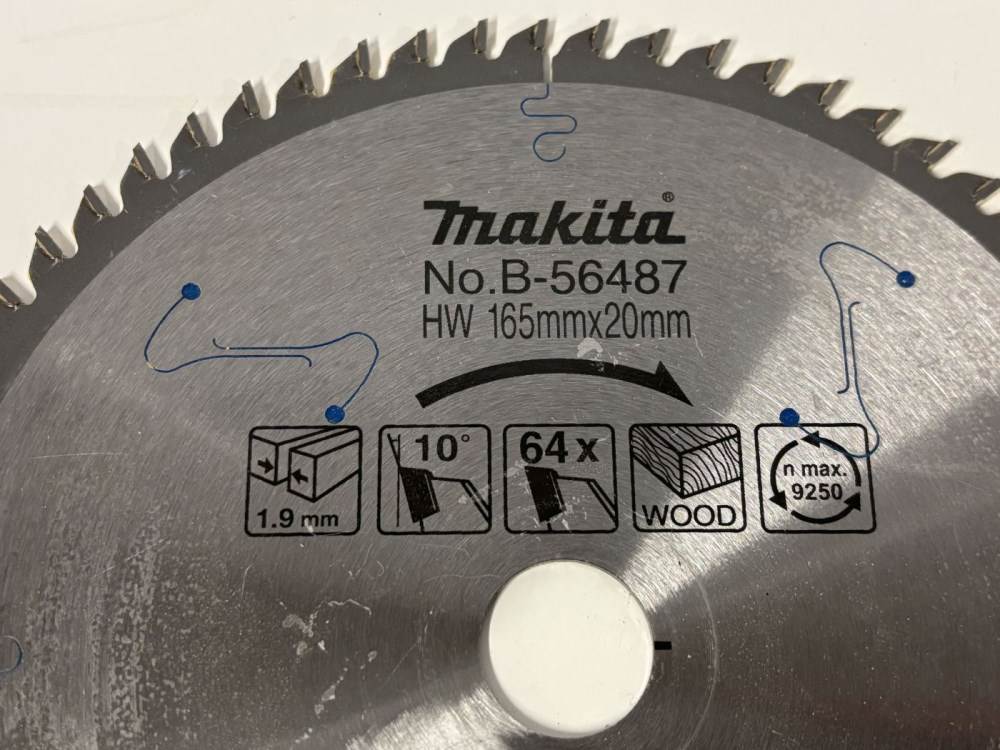 makita®
No.B-56487
HW 165mmx20mm
1.9 mm
10°
64 x
WOOD
n max.
9250